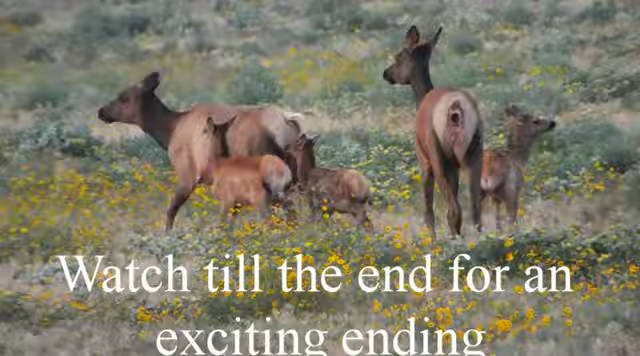 Watch till the end for an
exciting ending